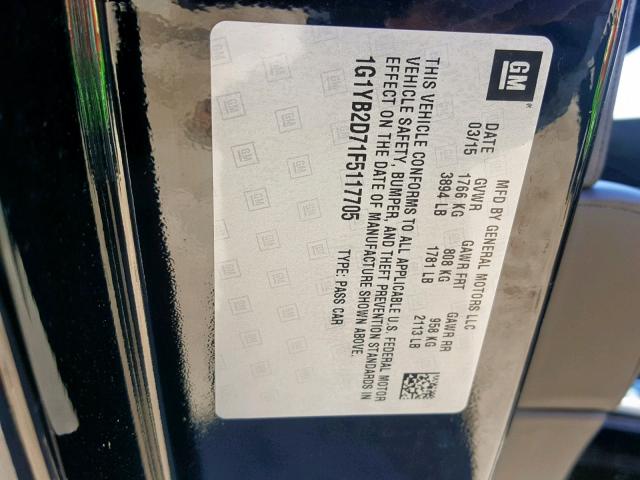 GM
MFD BY GENERAL MOTORS LLC
DATE GVWR GAWR FRT GAWR RR
03/15 1766 KG 808 KG 958 KG
3894 LB 1781 LB 2113 LB
THIS VEHICLE CONFORMS TO ALL APPLICABLE U.S. FEDERAL MOTOR
VEHICLE SAFETY, BUMPER, AND THEFT PREVENTION STANDARDS IN
EFFECT ON THE DATE OF MANUFACTURE SHOWN ABOVE.
1G1YB2D71F5117705 TYPE: PASS CAR